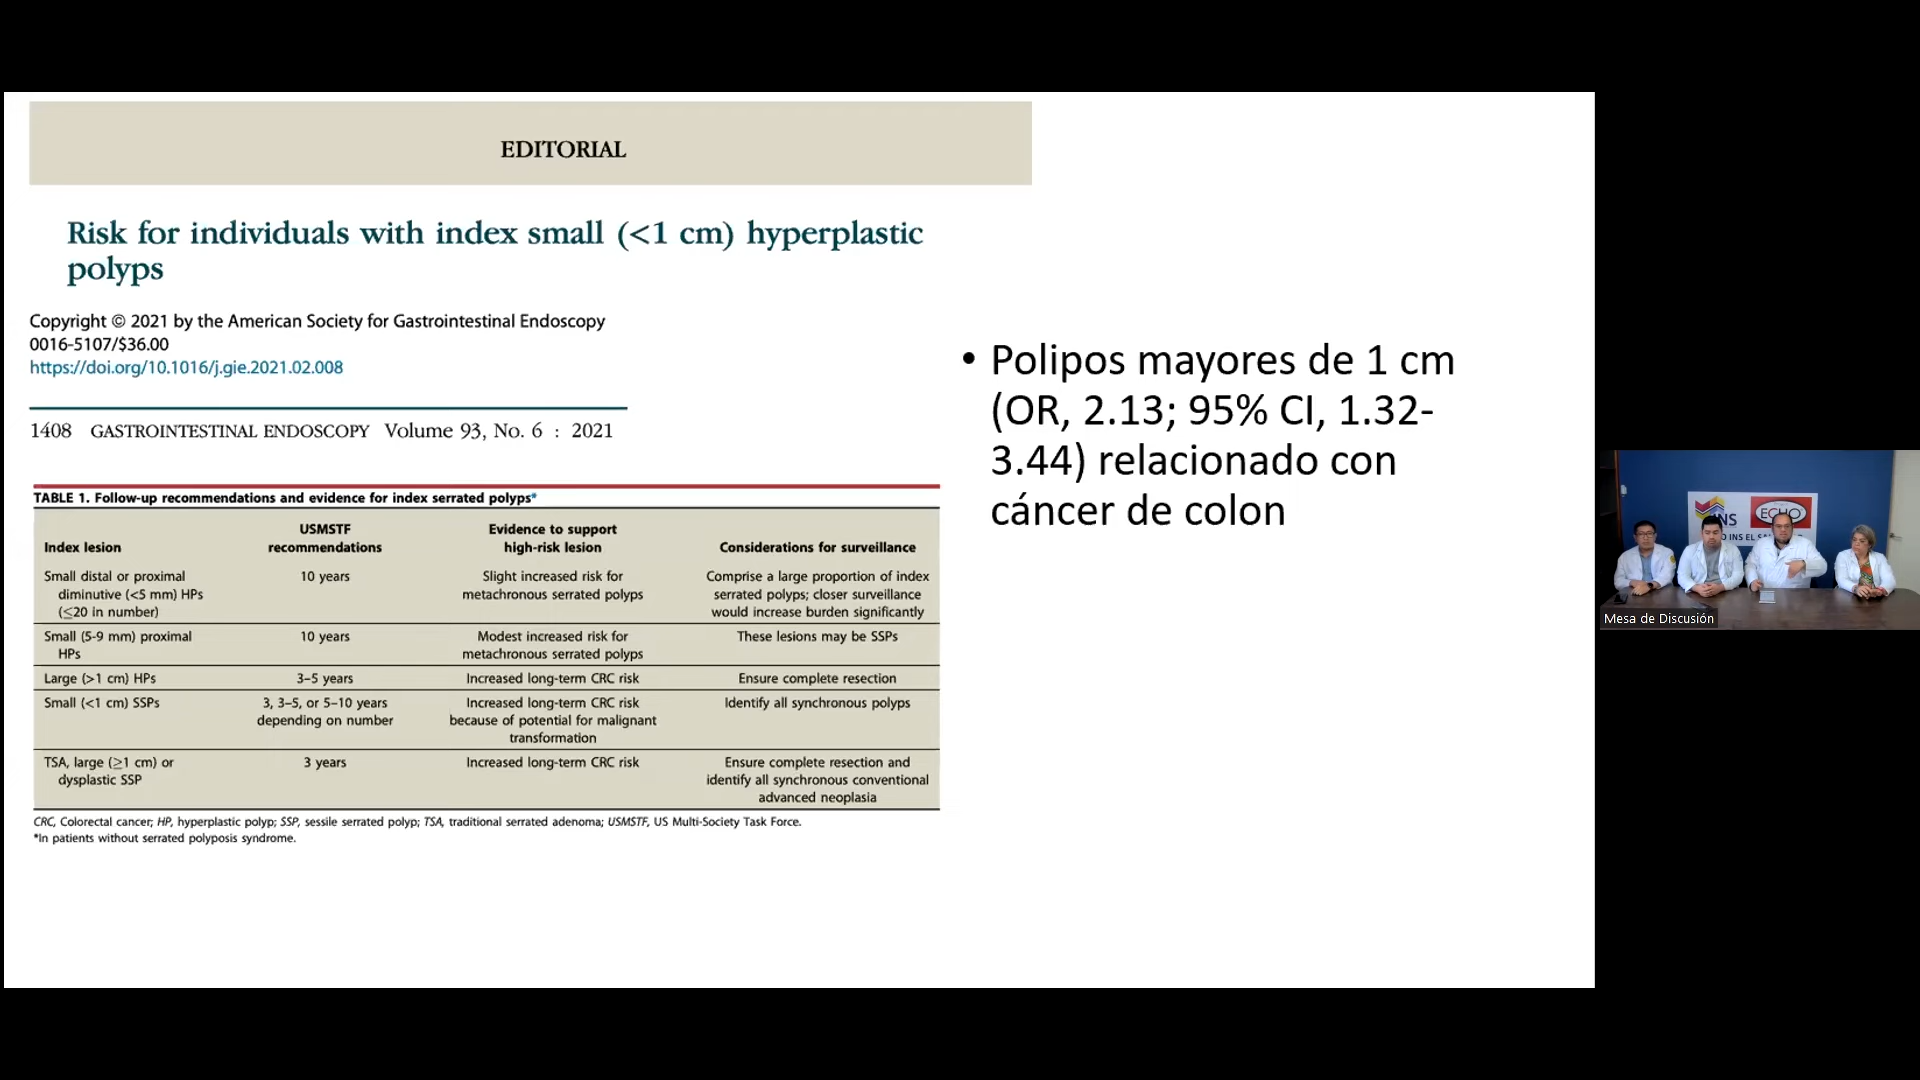 EDITORIAL
Risk for individuals with index small (<1 cm) hyperplastic
polyps
Copyright © 2021 by the American Society for Gastrointestinal Endoscopy
0016-5107/$36.00
https://doi.org/10.1016/j.gie.2021.02.008
1408 GASTROINTESTINAL ENDOSCOPY Volume 93, No. 6 : 2021
TABLE 1. Follow-up recommendations and evidence for index serrated polyps*
USMSTF Evidence to support
Index lesion recommendations high-risk lesion Considerations for surveillance
Small distal or proximal 10 years Slight increased risk for Comprise a large proportion of index
diminutive (<5 mm) HPs metachronous serrated polyps serrated polyps; closer surveillance
(≤20 in number) would increase burden significantly
Small (5-9 mm) proximal 10 years Modest increased risk for These lesions may be SSPs
HPs metachronous serrated polyps
Large (>1 cm) HPs 3–5 years Increased long-term CRC risk Ensure complete resection
Small (<1 cm) SSPs 3, 3–5, or 5–10 years Increased long-term CRC risk Identify all synchronous polyps
depending on number because of potential for malignant
transformation
TSA, large (≥1 cm) or 3 years Increased long-term CRC risk Ensure complete resection and
dysplastic SSP identify all synchronous conventional
advanced neoplasia
CRC, Colorectal cancer; HP, hyperplastic polyp; SSP, sessile serrated polyp; TSA, traditional serrated adenoma; USMSTF, US Multi-Society Task Force.
*In patients without serrated polyposis syndrome.
• Polipos mayores de 1 cm
(OR, 2.13; 95% CI, 1.32-
3.44) relacionado con
cáncer de colon
INS ECHO
INS EL SA
Mesa de Discusión